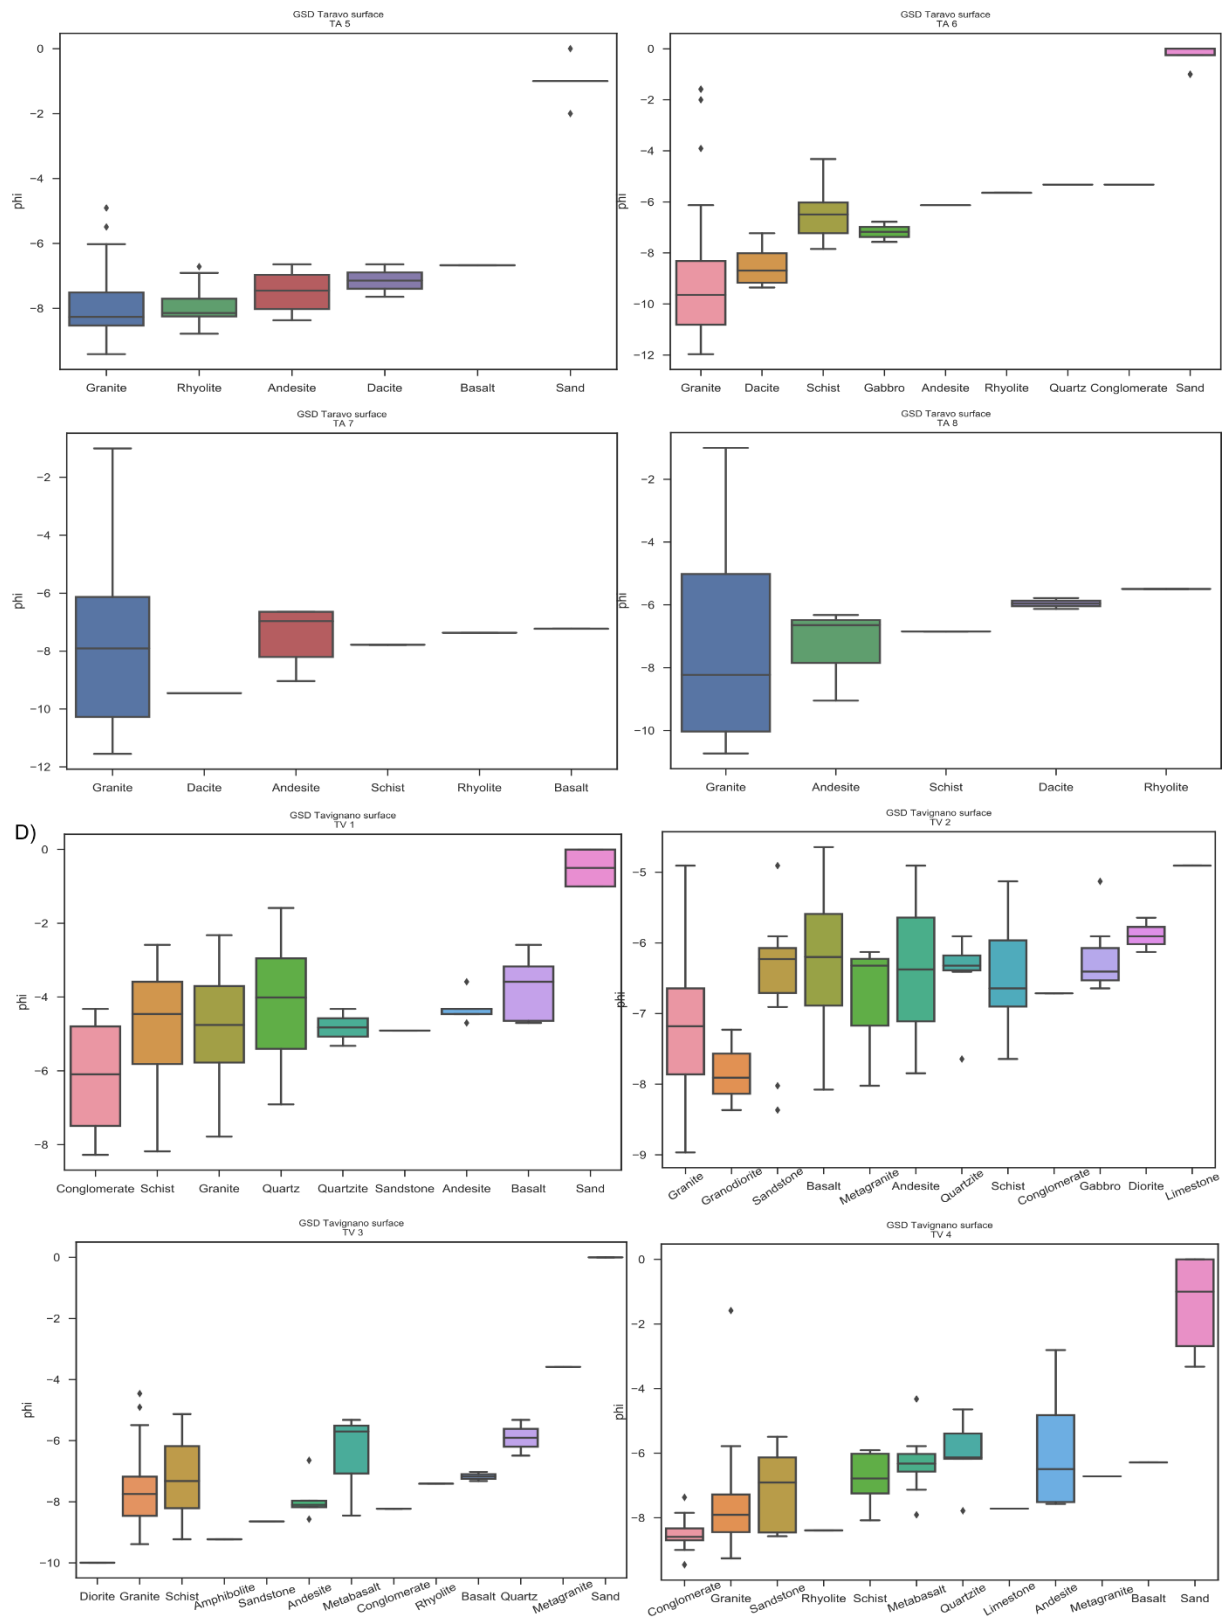 GSD Taravo surface
TA 5
0
−2
−4
−6
−8
phi
Granite Rhyolite Andesite Dacite Basalt Sand
GSD Taravo surface
TA 6
0
−2
−4
−6
−8
−10
−12
phi
Granite Dacite Schist Gabbro Andesite Rhyolite Quartz Conglomerate Sand
GSD Taravo surface
TA 7
−2
−4
−6
−8
−10
−12
phi
Granite Dacite Andesite Schist Rhyolite Basalt
GSD Taravo surface
TA 8
−2
−4
−6
−8
−10
phi
Granite Andesite Schist Dacite Rhyolite
D)
GSD Tavignano surface
TV 1
0
−2
−4
−6
−8
phi
Conglomerate Schist Granite Quartz Quartzite Sandstone Andesite Basalt Sand
GSD Tavignano surface
TV 2
−5
−6
−7
−8
−9
phi
Granite Granodiorite Sandstone Basalt Metagranite Andesite Quartzite Schist Conglomerate Gabbro Diorite Limestone
GSD Tavignano surface
TV 3
0
−2
−4
−6
−8
−10
phi
Diorite Granite Schist Amphibolite Sandstone Andesite Metabasalt Conglomerate Rhyolite Basalt Quartz Metagranite Sand
GSD Tavignano surface
TV 4
0
−2
−4
−6
−8
phi
Conglomerate Granite Sandstone Rhyolite Schist Metabasalt Quartzite Limestone Andesite Metagranite Basalt Sand